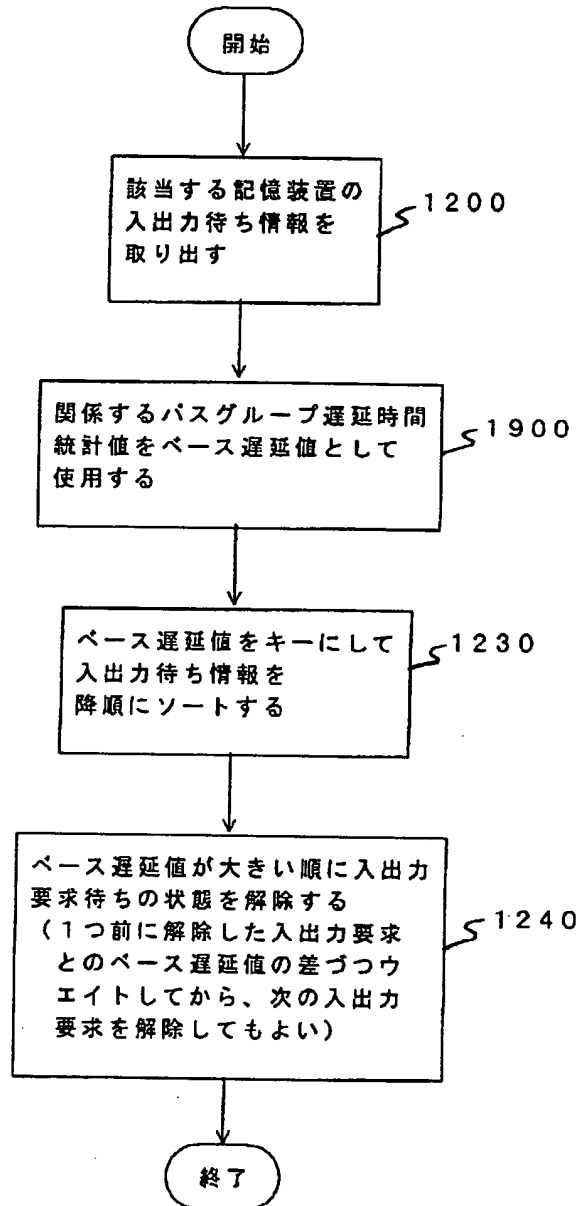 開始
該当する記憶装置の
入出力待ち情報を
取り出す
1200
関係するパスグループ遅延時間
統計値をベース遅延値として
使用する
1900
ベース遅延値をキーにして
入出力待ち情報を
降順にソートする
1230
ベース遅延値が大きい順に入出力
要求待ちの状態を解除する
(1つ前に解除した入出力要求
とのベース遅延値の差づつウ
エイトしてから、次の入出力
要求を解除してもよい)
1240
終了